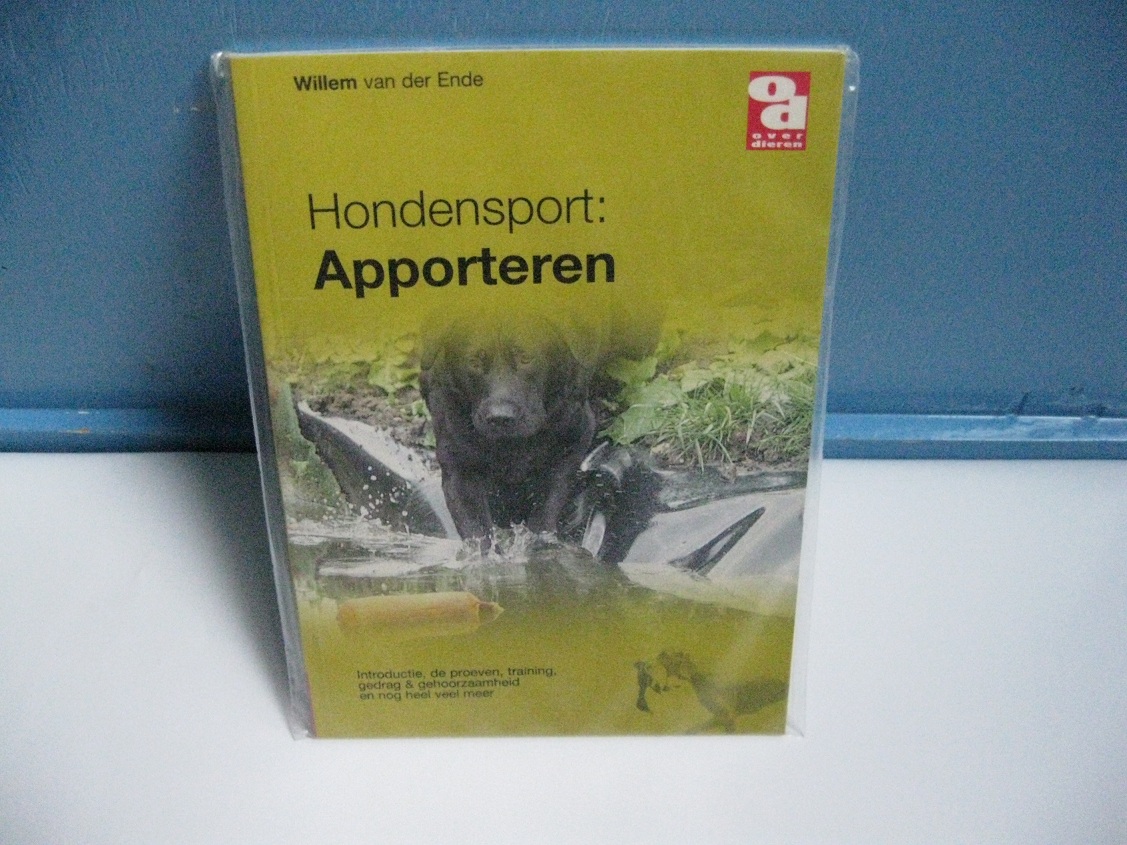 Willem van der Ende
od
over
dieren
Hondensport:
Apporteren
Introductie, de proeven, training,
gedrag & gehoorzaamheid
en nog heel veel meer